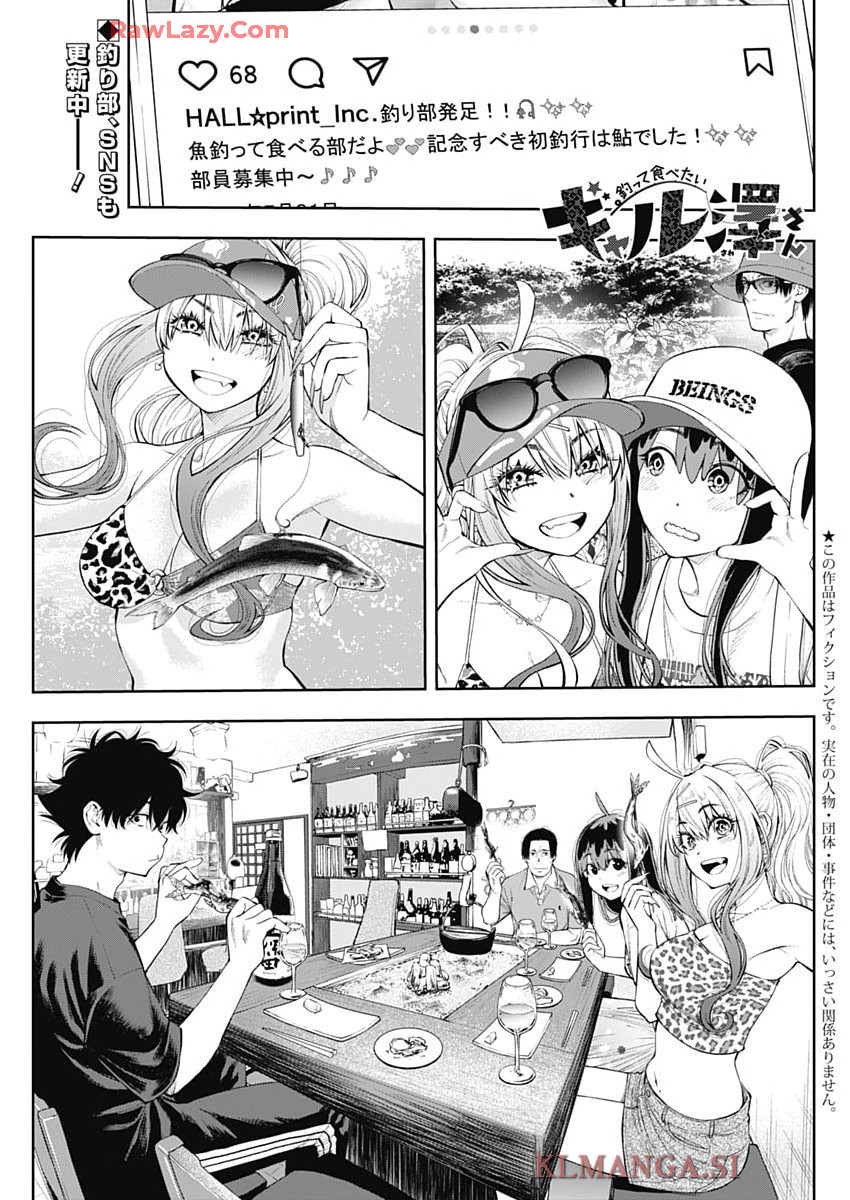 RawLazy.Com
◆釣り部、SNSも
更新中――!
68
HALL☆print_Inc.釣り部発足!!🎧✨✨
魚釣って食べる部だよ💕💕記念すべき初釣行は鮎でした!✨✨
部員募集中～♪♪♪
釣って食べたい
ギャル澤さん
さわ
BEINGS
★この作品はフィクションです。実在の人物・団体・事件などには、いっさい関係ありません。
KLMANGA.SI